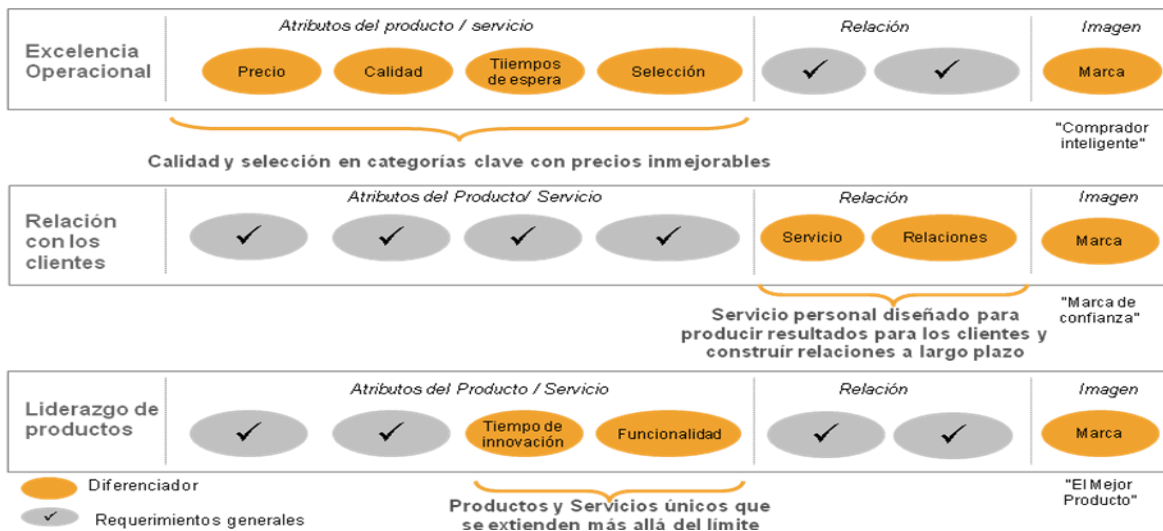 Atributos del producto / servicio
Relación
Imagen
Excelencia
Operacional
Precio
Calidad
Tiiempos
de espera
Selección
Marca
Calidad y selección en categorías clave con precios inmejorables
"Comprador
inteligente"
Atributos del Producto/ Servicio
Relación
Imagen
Relación
con los
clientes
Servicio
Relaciones
Marca
Servicio personal diseñado para
producir resultados para los clientes y
construír relaciones a largo plazo
"Marca de
confianza"
Atributos del Producto / Servicio
Relación
Imagen
Liderazgo de
productos
Tiempo de
innovación
Funcionalidad
Marca
Diferenciador
Requerimientos generales
Productos y Servicios únicos que
se extienden más allá del límite
"El Mejor
Producto"